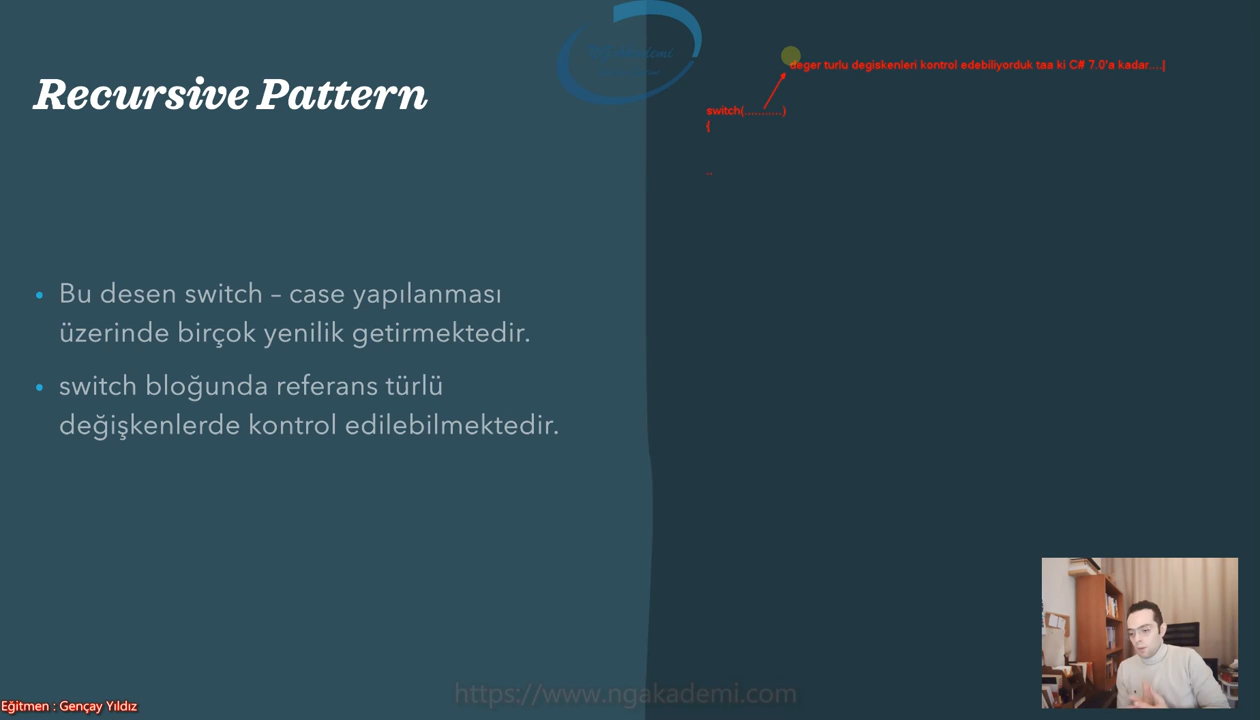 Recursive Pattern
deger turlu degiskenleri kontrol edebiliyorduk taa ki C# 7.0'a kadar....|
switch(...........)
{
..
• Bu desen switch – case yapılanması
üzerinde birçok yenilik getirmektedir.
• switch bloğunda referans türlü
değişkenlerde kontrol edilebilmektedir.
https://www.ngakademi.com
Eğitmen : Gençay Yıldız